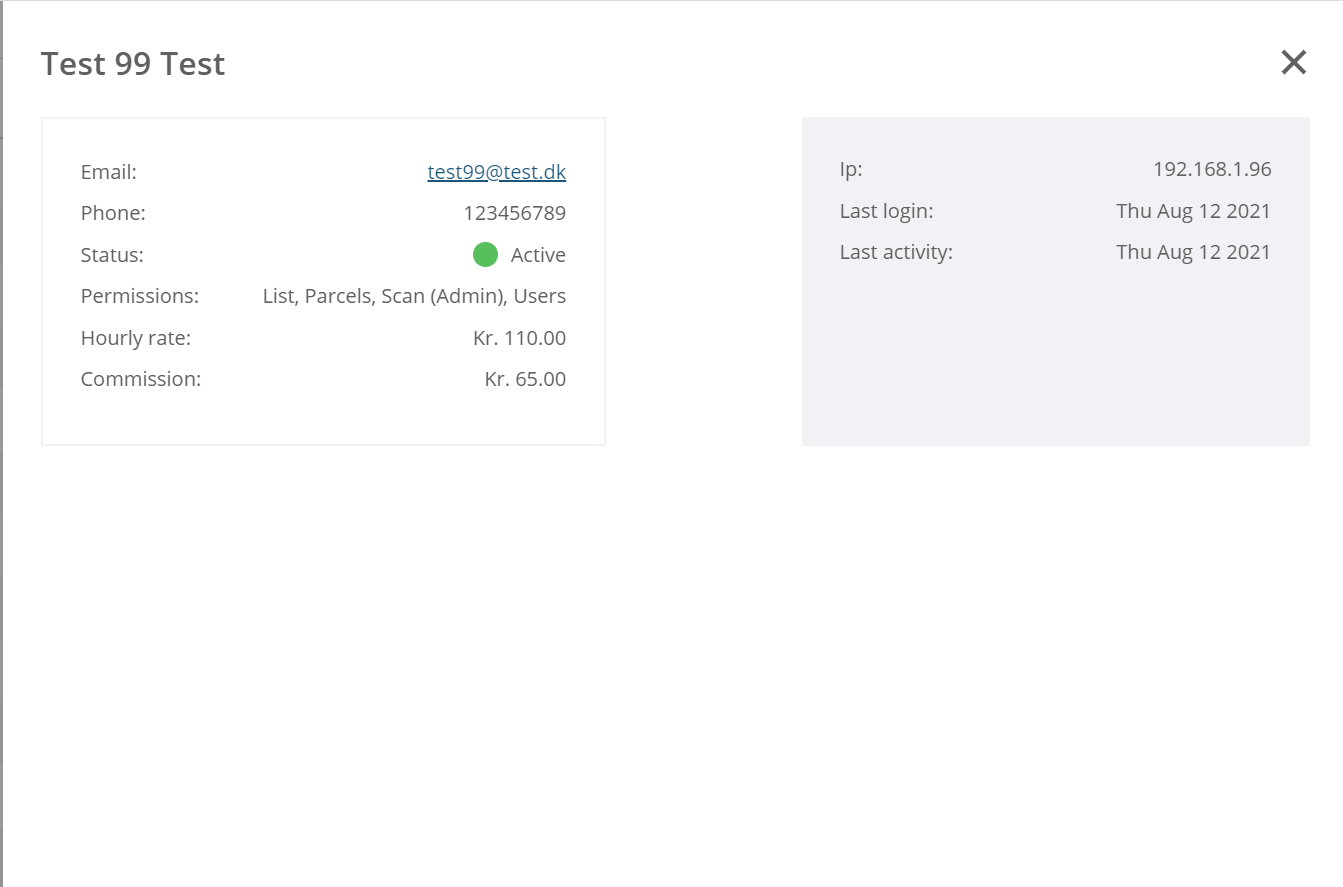 Test 99 Test
Email: test99@test.dk
Phone: 123456789
Status: Active
Permissions: List, Parcels, Scan (Admin), Users
Hourly rate: Kr. 110.00
Commission: Kr. 65.00
Ip: 192.168.1.96
Last login: Thu Aug 12 2021
Last activity: Thu Aug 12 2021